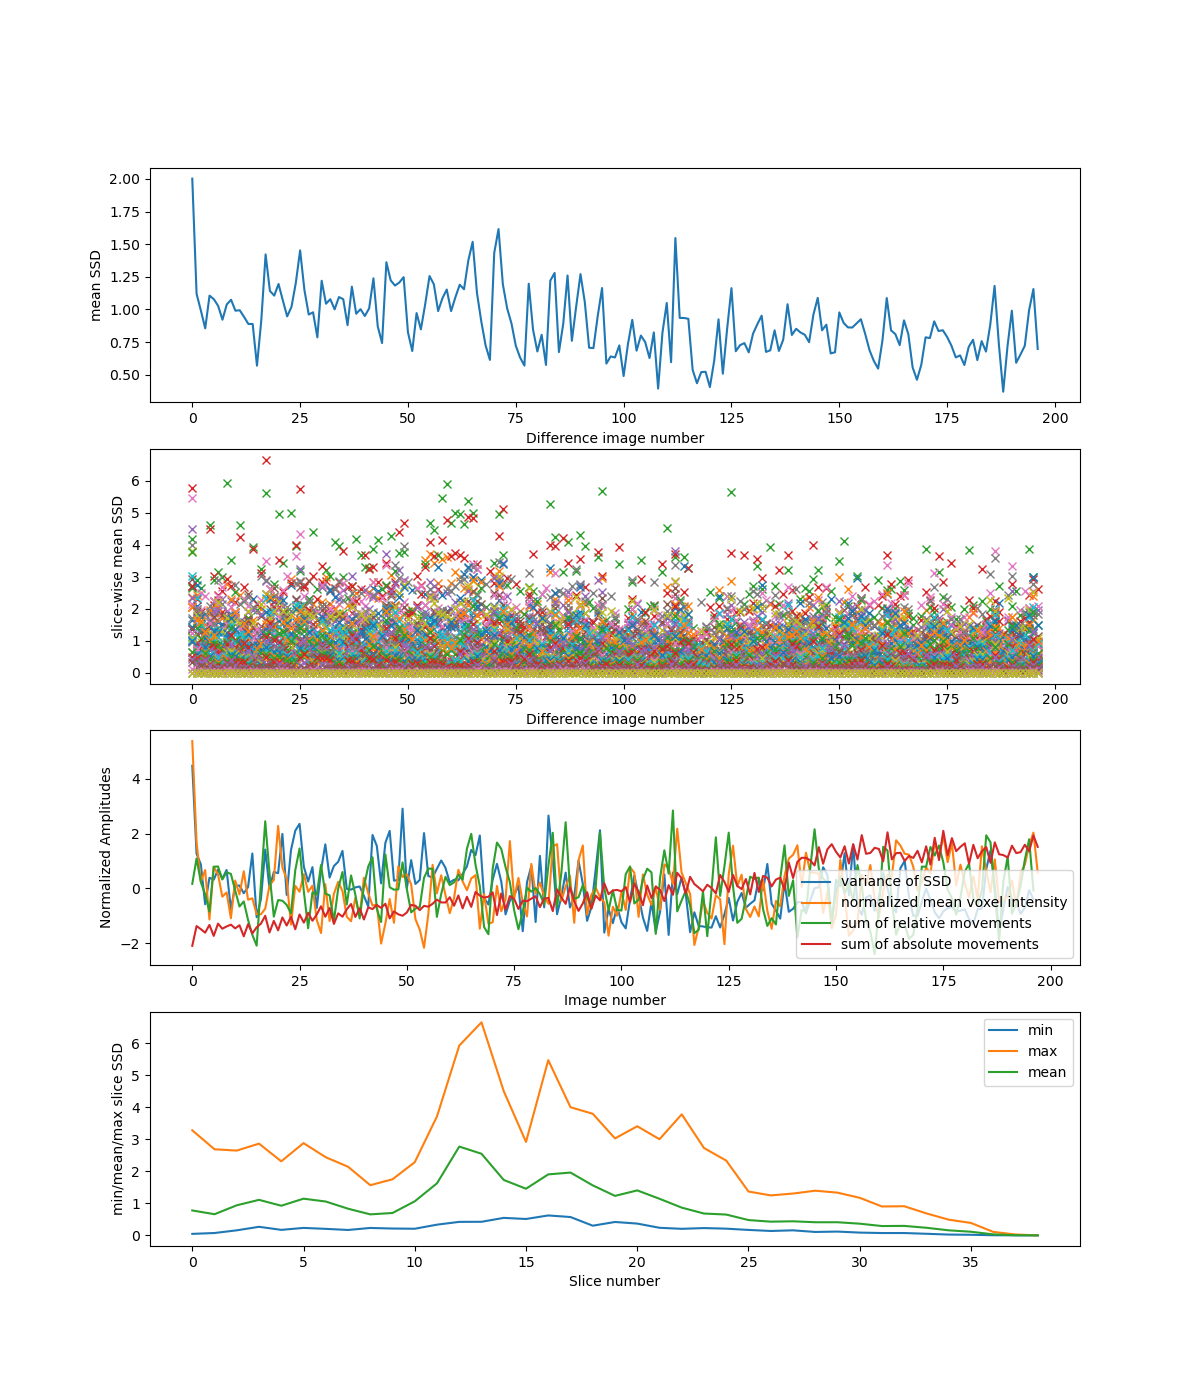 2.00
1.75
1.50
1.25
1.00
0.75
0.50
mean SSD
0 25 50 75 100 125 150 175 200
Difference image number
6
5
4
3
2
1
0
slice-wise mean SSD
0 25 50 75 100 125 150 175 200
Difference image number
4
2
0
−2
Normalized Amplitudes
variance of SSD
normalized mean voxel intensity
sum of relative movements
sum of absolute movements
0 25 50 75 100 125 150 175 200
Image number
6
5
4
3
2
1
0
min/mean/max slice SSD
min
max
mean
0 5 10 15 20 25 30 35
Slice number